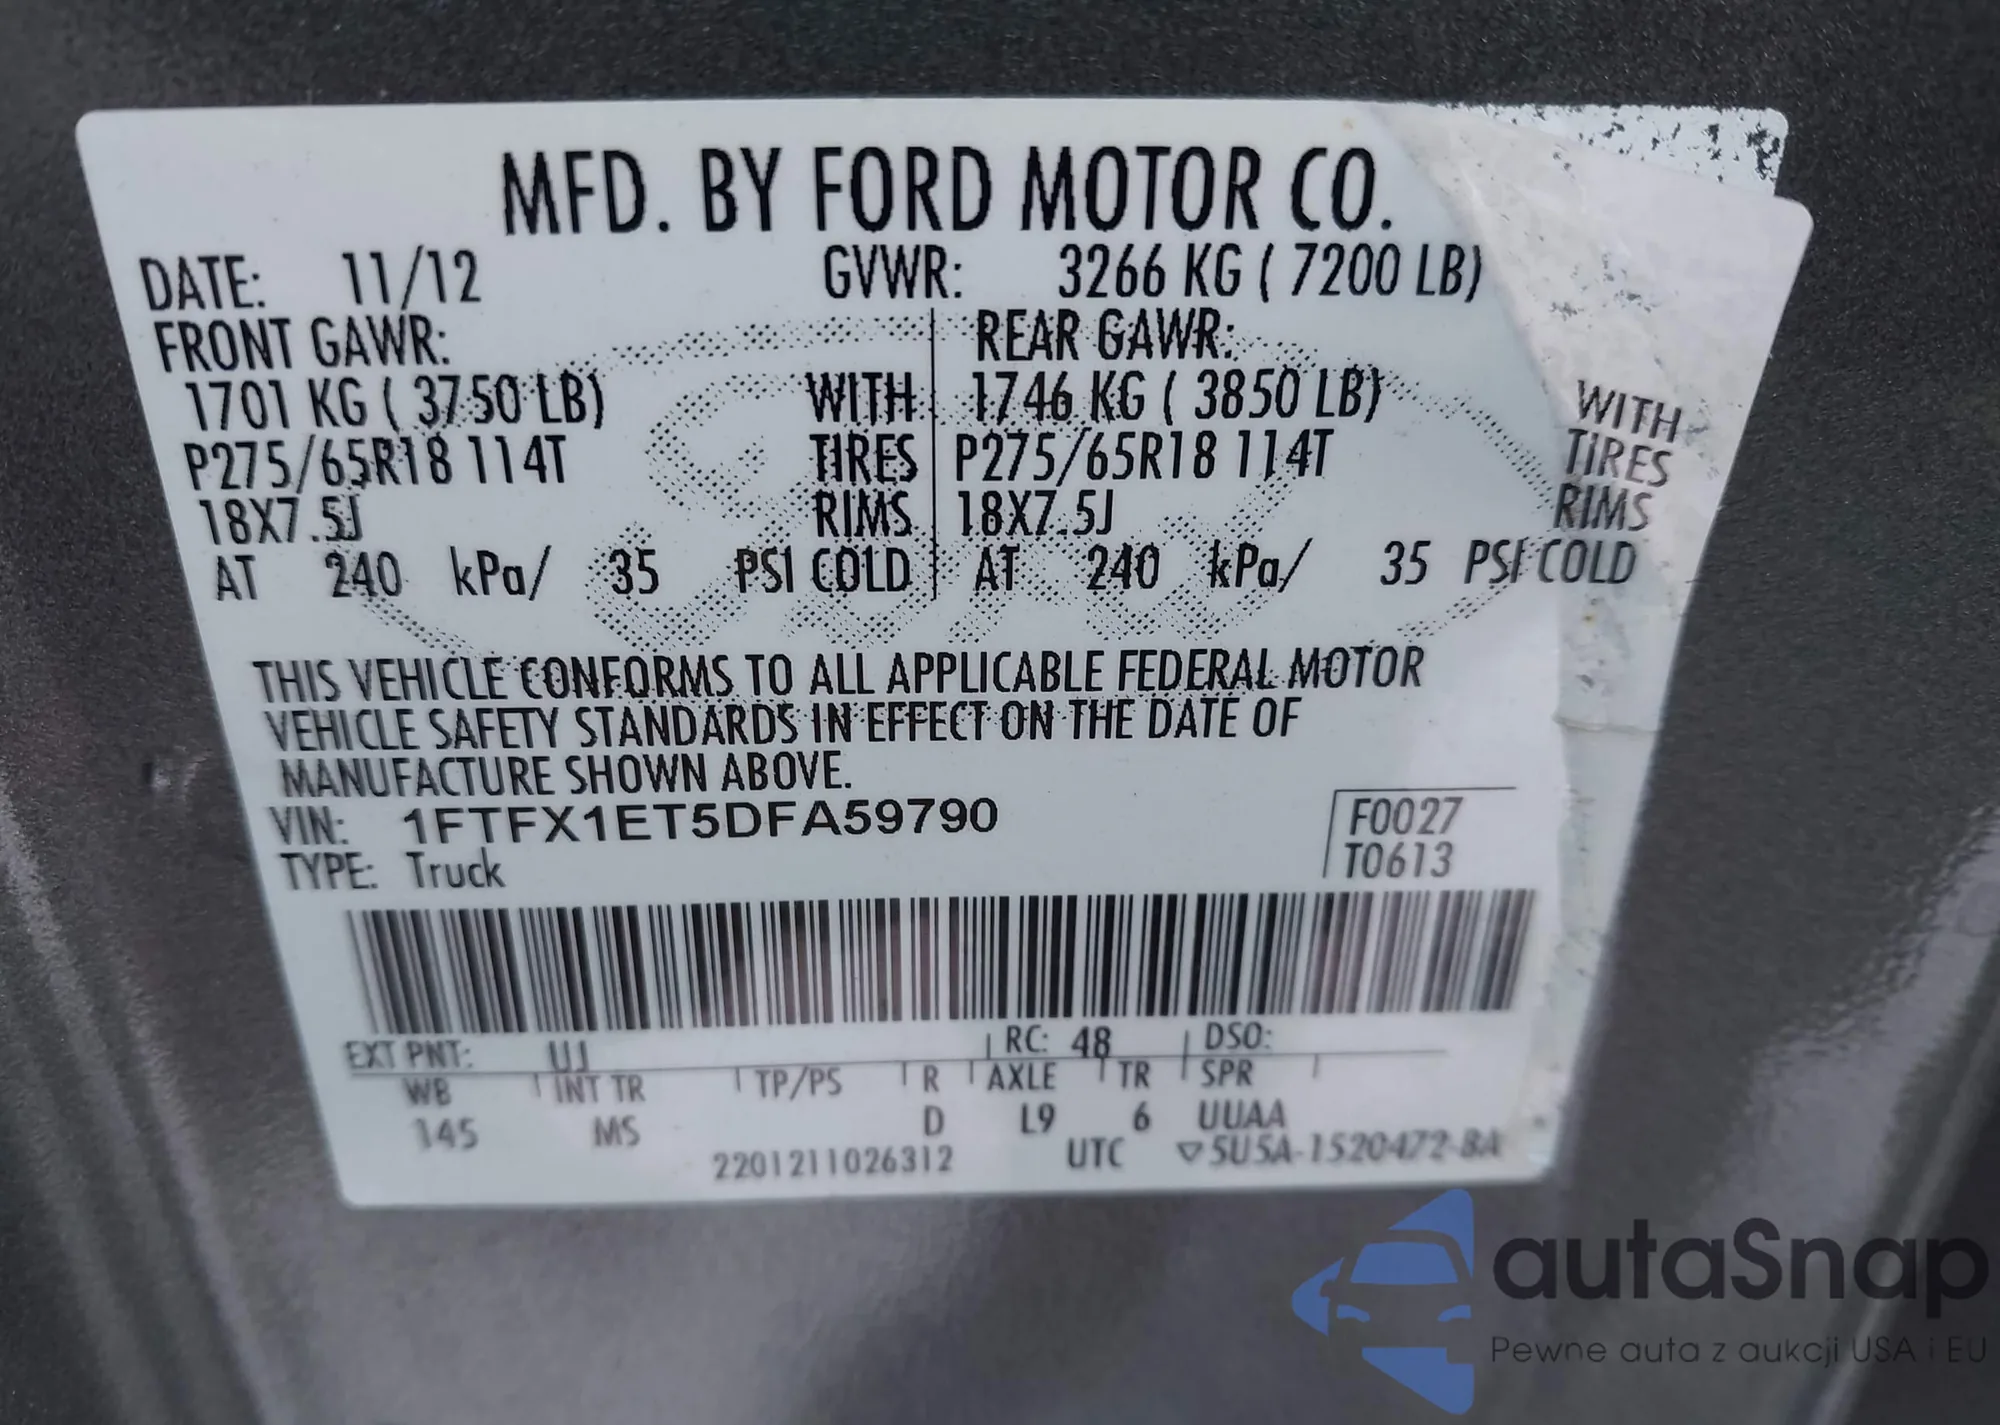 MFD. BY FORD MOTOR CO.
DATE: 11/12 GVWR: 3266 KG ( 7200 LB)
FRONT GAWR: REAR GAWR:
1701 KG ( 3750 LB) WITH 1746 KG ( 3850 LB) WITH
P275/65R18 114T TIRES P275/65R18 114T TIRES
18X7.5J RIMS 18X7.5J RIMS
AT 240 kPa/ 35 PSI COLD AT 240 kPa/ 35 PSI COLD
THIS VEHICLE CONFORMS TO ALL APPLICABLE FEDERAL MOTOR
VEHICLE SAFETY STANDARDS IN EFFECT ON THE DATE OF
MANUFACTURE SHOWN ABOVE.
VIN: 1FTFX1ET5DFA59790 F0027
TYPE: Truck T0613
EXT PNT: UJ RC: 48 DSO:
WB INT TR TP/PS R AXLE TR SPR
145 MS D L9 6 UUAA
2201211026312 UTC ▽5U5A-1520472-BA
autaSnap
Pewne auta z aukcji USA i EU